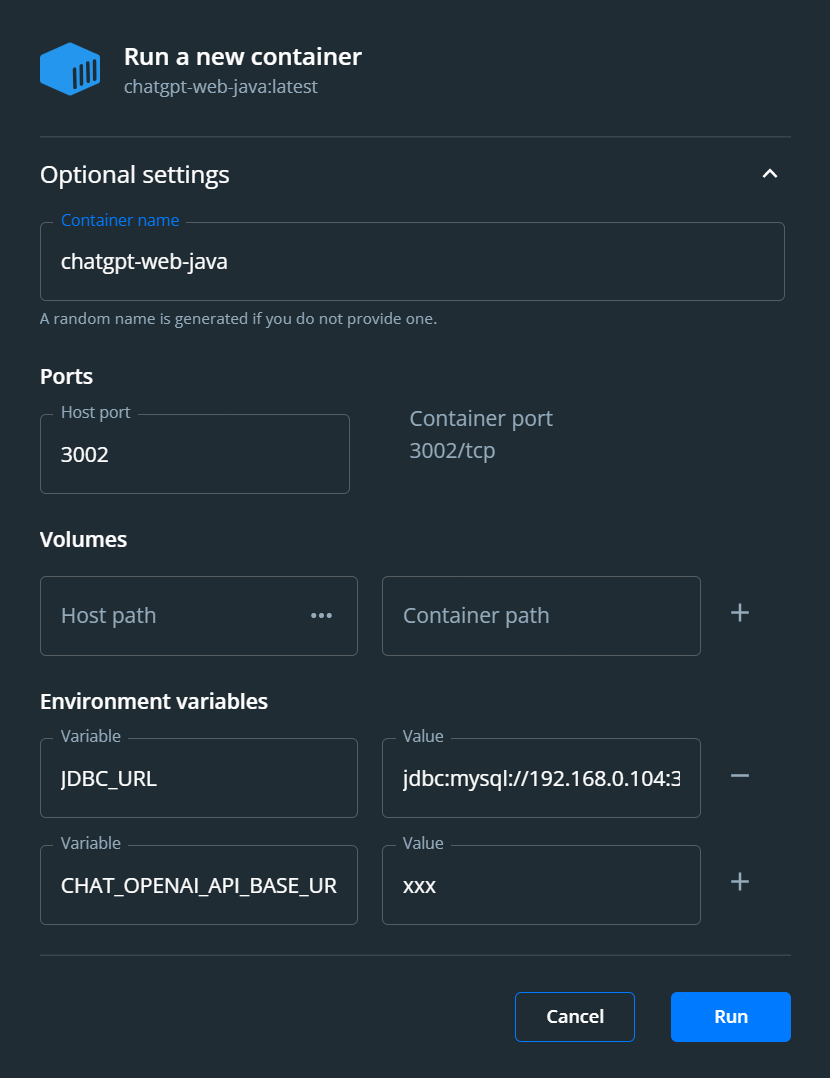 Run a new container
chatgpt-web-java:latest
Optional settings
Container name
chatgpt-web-java
A random name is generated if you do not provide one.
Ports
Host port
3002
Container port
3002/tcp
Volumes
Host path
Container path
Environment variables
Variable
JDBC_URL
Value
jdbc:mysql://192.168.0.104:3
Variable
CHAT_OPENAI_API_BASE_UR
Value
xxx
Cancel
Run